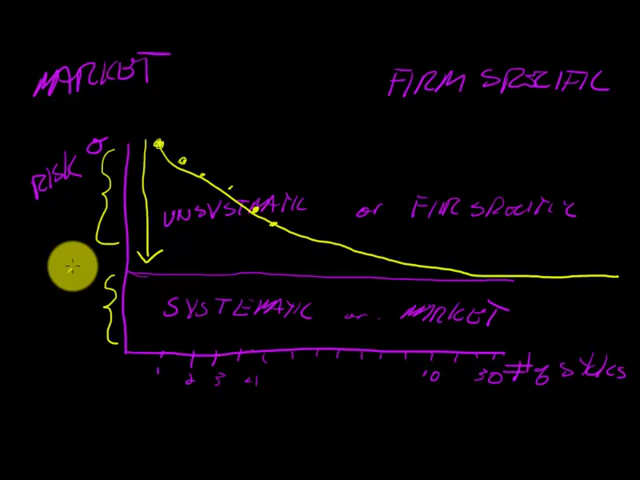 MARKET FIRM SPECIFIC
RISK σ
UNSYSTEMATIC or FIRM SPECIFIC
SYSTEMATIC or MARKET
1 2 3 4 10 30 # of stocks